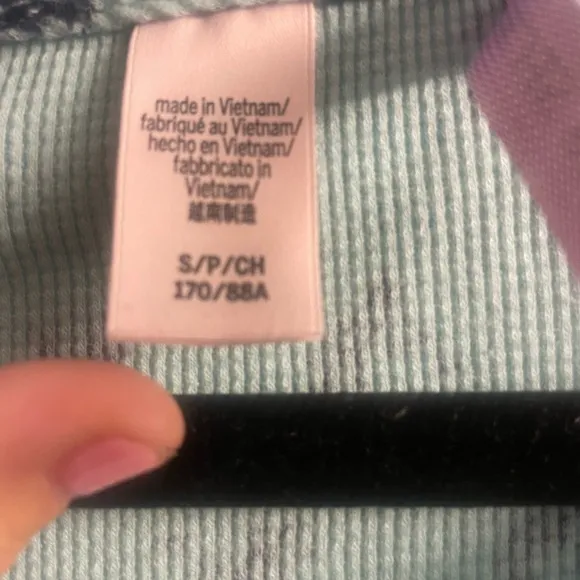 made in Vietnam/
fabriqué au Vietnam/
hecho en Vietnam/
fabbricato in
Vietnam/
越南制造
S/P/CH
170/88A